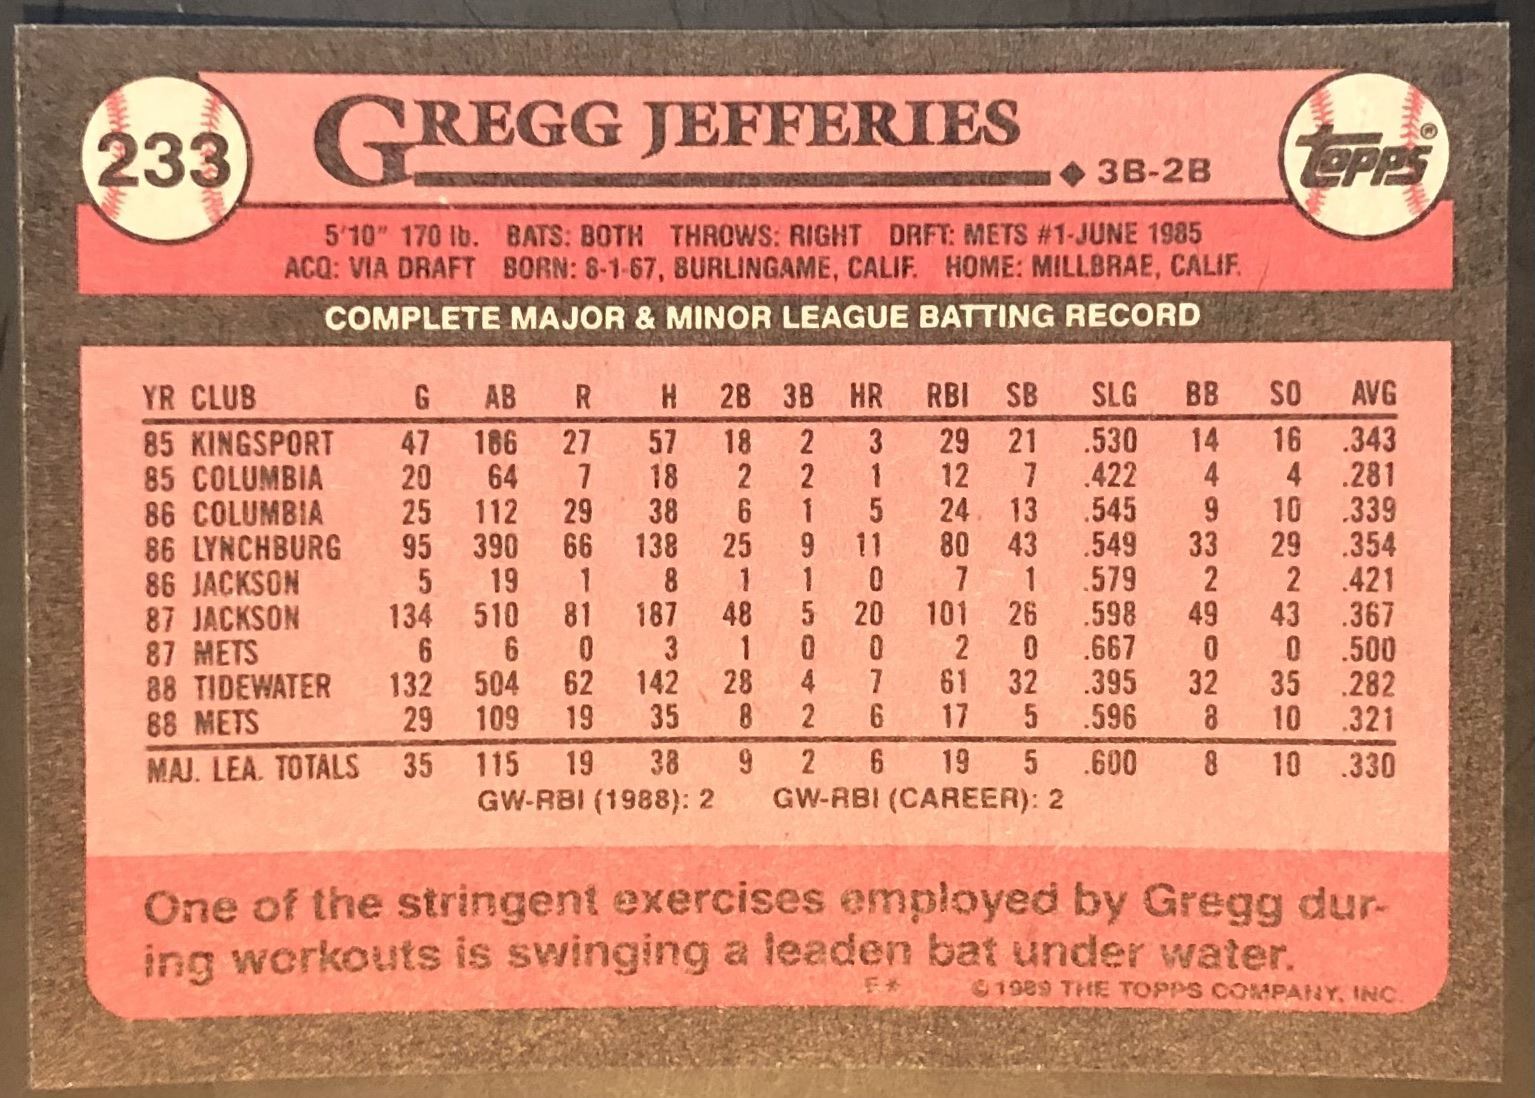 233
GREGG JEFFERIES
3B-2B
TOPPS®
5'10" 170 lb. BATS: BOTH THROWS: RIGHT DRFT: METS #1-JUNE 1985
ACQ: VIA DRAFT BORN: 8-1-67, BURLINGAME, CALIF. HOME: MILLBRAE, CALIF.
COMPLETE MAJOR & MINOR LEAGUE BATTING RECORD
YR CLUB G AB R H 2B 3B HR RBI SB SLG BB SO AVG
85 KINGSPORT 47 166 27 57 18 2 3 29 21 .530 14 16 .343
85 COLUMBIA 20 64 7 18 2 2 1 12 7 .422 4 4 .281
86 COLUMBIA 25 112 29 38 6 1 5 24 13 .545 9 10 .339
86 LYNCHBURG 95 390 66 138 25 9 11 80 43 .549 33 29 .354
86 JACKSON 5 19 1 8 1 1 0 7 1 .579 2 2 .421
87 JACKSON 134 510 81 187 48 5 20 101 26 .598 49 43 .367
87 METS 6 6 0 3 1 0 0 2 0 .667 0 0 .500
88 TIDEWATER 132 504 62 142 28 4 7 61 32 .395 32 35 .282
88 METS 29 109 19 35 8 2 6 17 5 .596 8 10 .321
MAJ. LEA. TOTALS 35 115 19 38 9 2 6 19 5 .600 8 10 .330
GW-RBI (1988): 2 GW-RBI (CAREER): 2
One of the stringent exercises employed by Gregg dur-
ing workouts is swinging a leaden bat under water.
F* © 1989 THE TOPPS COMPANY, INC.